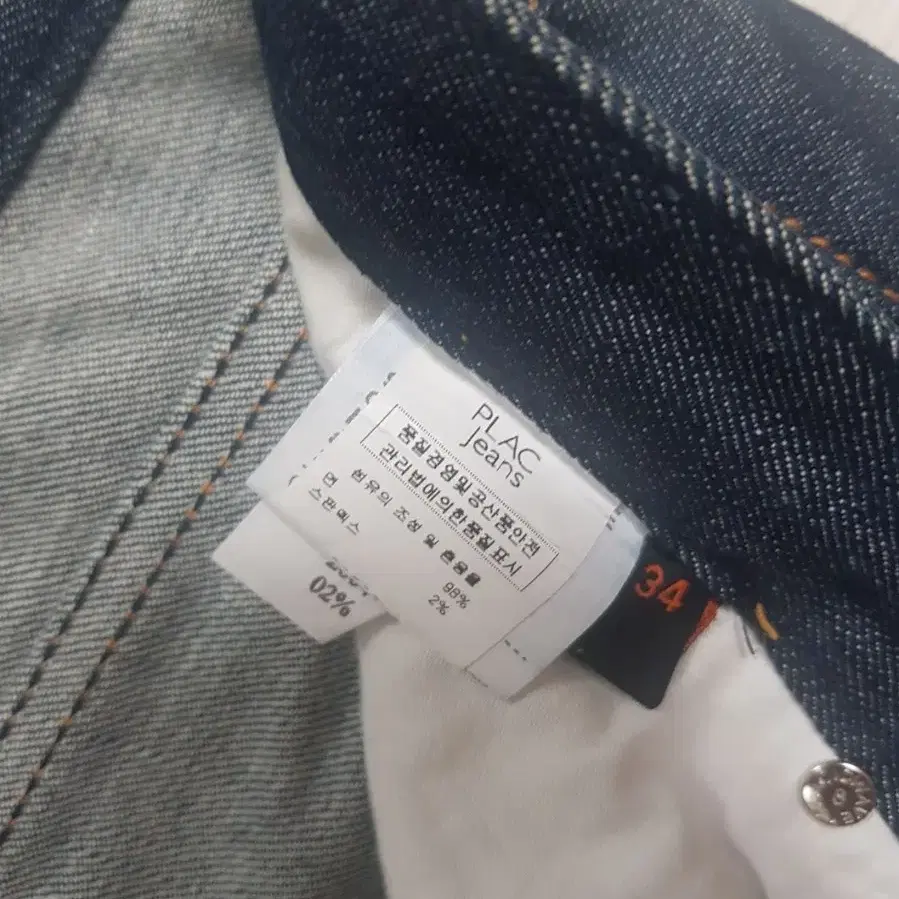 PLAC
jeans
품질경영및공산품안전
관리법에의한품질표시
섬유의 조성 및 혼용률
면 98%
스판덱스 2%
02%
34